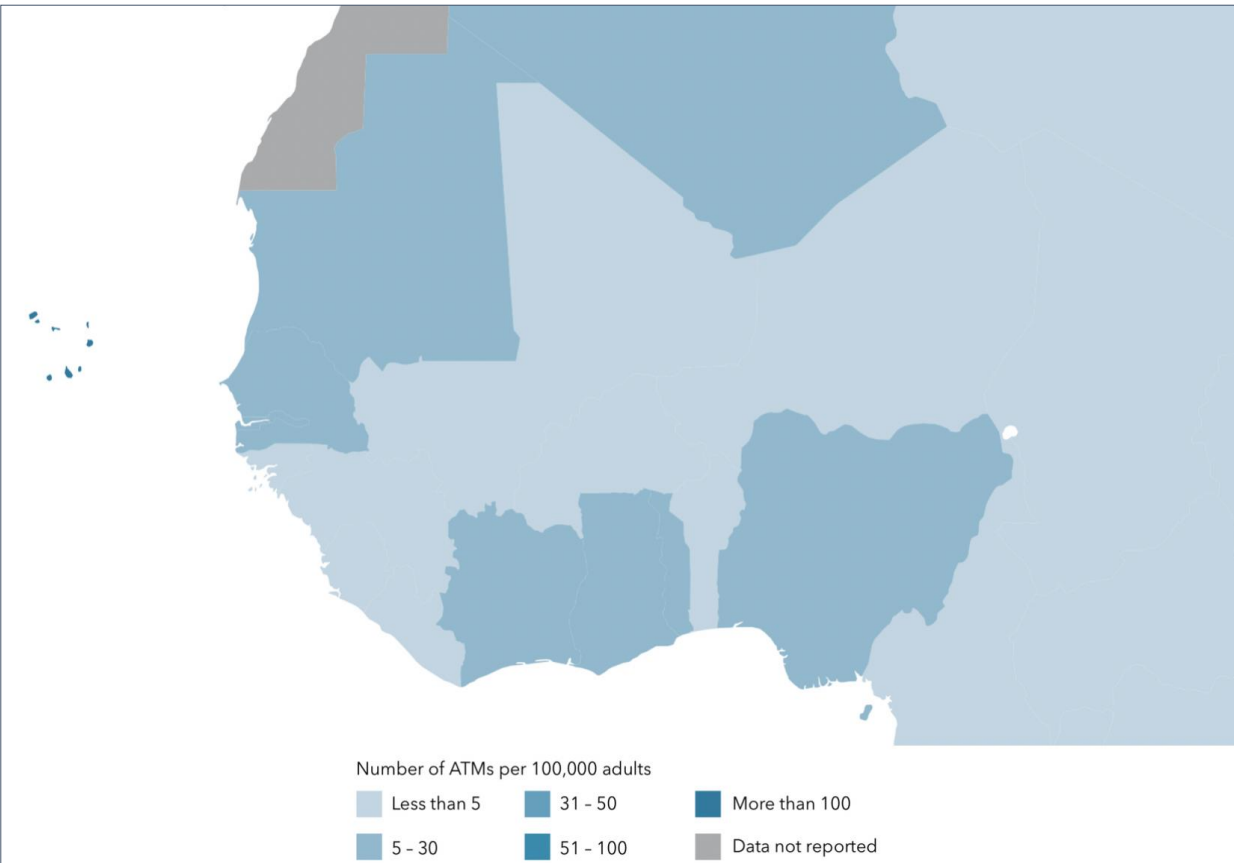 Number of ATMs per 100,000 adults
Less than 5
31 – 50
More than 100
5 – 30
51 – 100
Data not reported